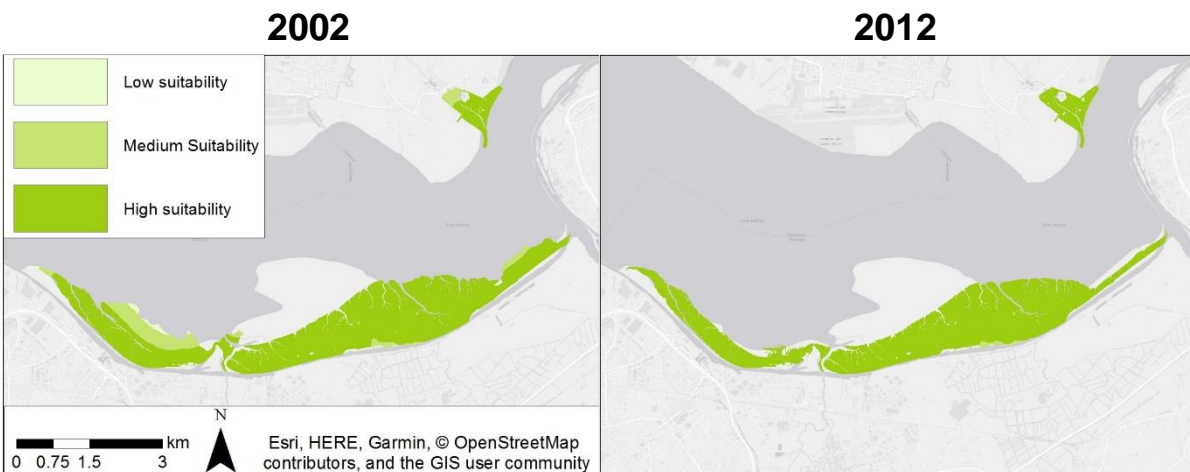 2002
2012
Low suitability
Medium Suitability
High suitability
N
km
0 0.75 1.5 3
Esri, HERE, Garmin, © OpenStreetMap
contributors, and the GIS user community